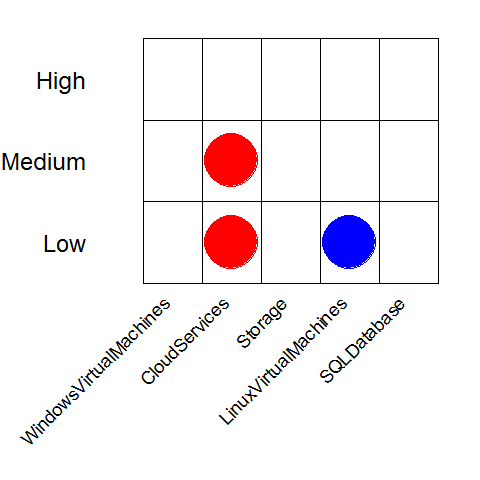 High
Medium
Low
WindowsVirtualMachines
CloudServices
Storage
LinuxVirtualMachines
SQLDatabase